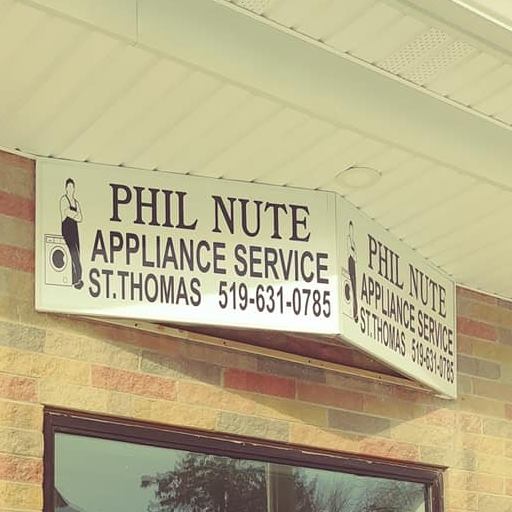 PHIL NUTE
APPLIANCE SERVICE
ST.THOMAS 519-631-0785
PHIL NUTE
APPLIANCE SERVICE
ST.THOMAS 519-631-0785